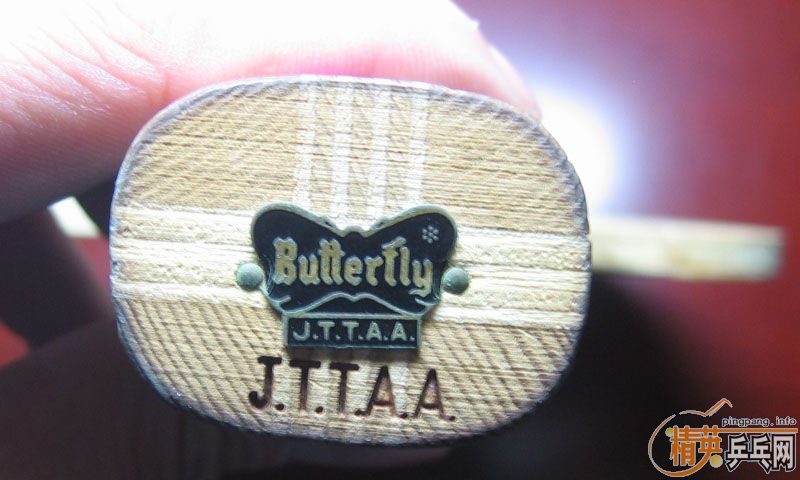 Butterfly
J.T.T.A.A.
J.T.T.A.A.
pingpang.info
精英乒乓网